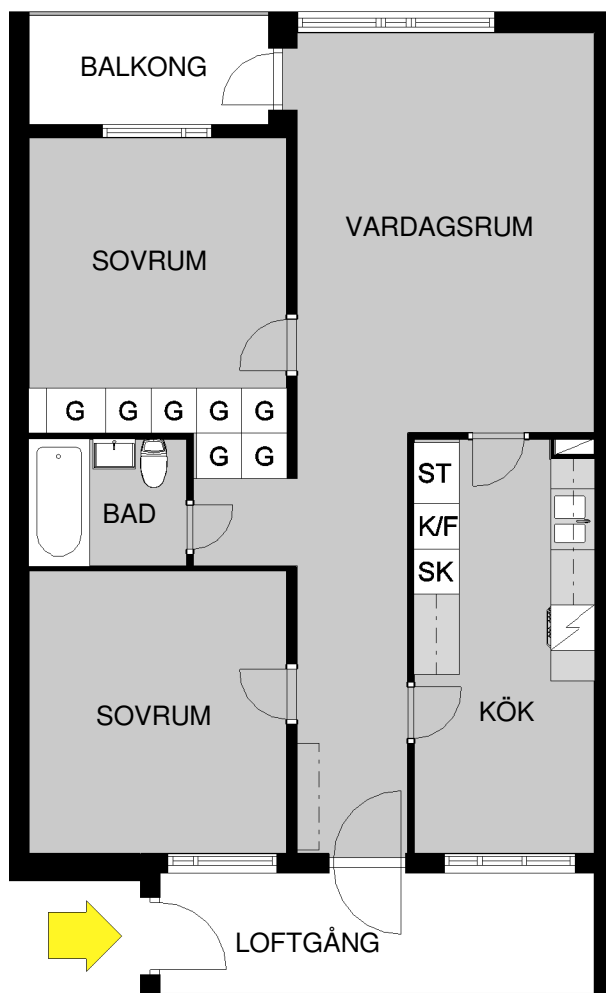 BALKONG
VARDAGSRUM
SOVRUM
G G G G G
G G
ST
BAD
K/F
SK
SOVRUM
KÖK
LOFTGÅNG